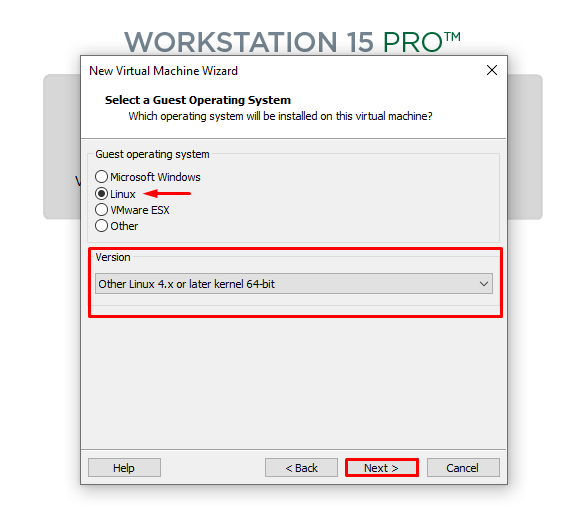 WORKSTATION 15 PRO™
New Virtual Machine Wizard
Select a Guest Operating System
Which operating system will be installed on this virtual machine?
Guest operating system
Microsoft Windows
Linux
VMware ESX
Other
Version
Other Linux 4.x or later kernel 64-bit
Help
< Back
Next >
Cancel